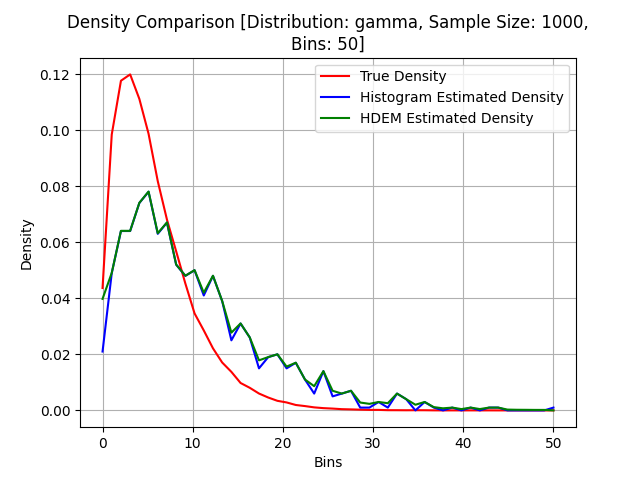 Density Comparison [Distribution: gamma, Sample Size: 1000,
Bins: 50]
True Density
Histogram Estimated Density
HDEM Estimated Density
Density
0.12
0.10
0.08
0.06
0.04
0.02
0.00
0 10 20 30 40 50
Bins